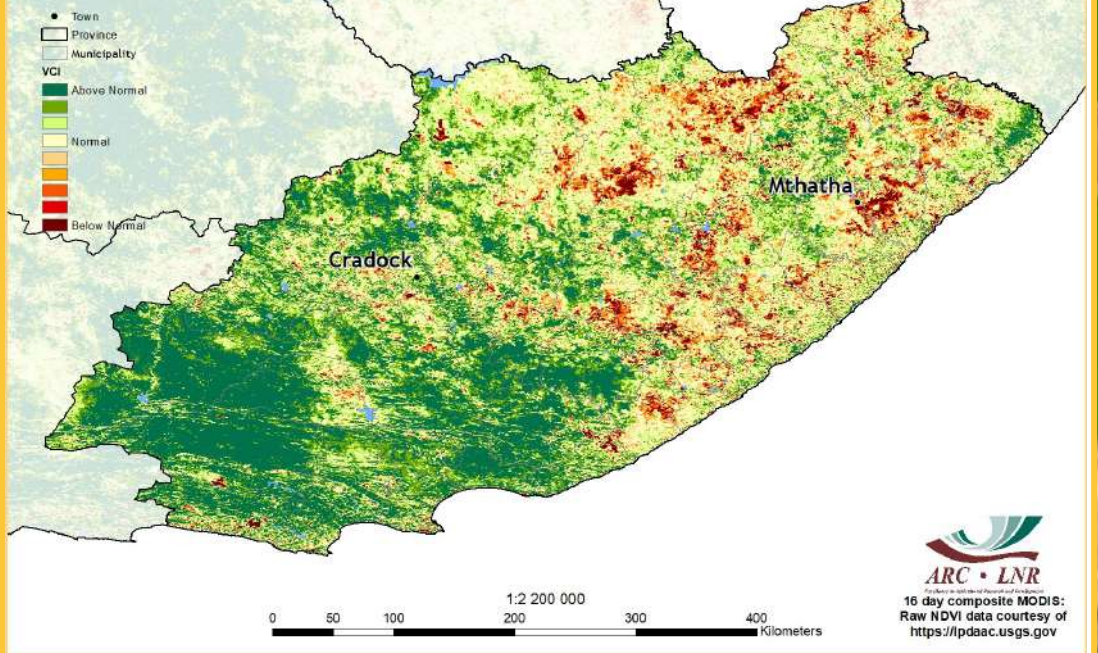 Town
Province
Municipality
VCI
Above Normal
Normal
Below Normal
Mthatha
Cradock
1:2 200 000
0 50 100 200 300 400
Kilometers
ARC • LNR
16 day composite MODIS:
Raw NDVI data courtesy of
https://lpdaac.usgs.gov